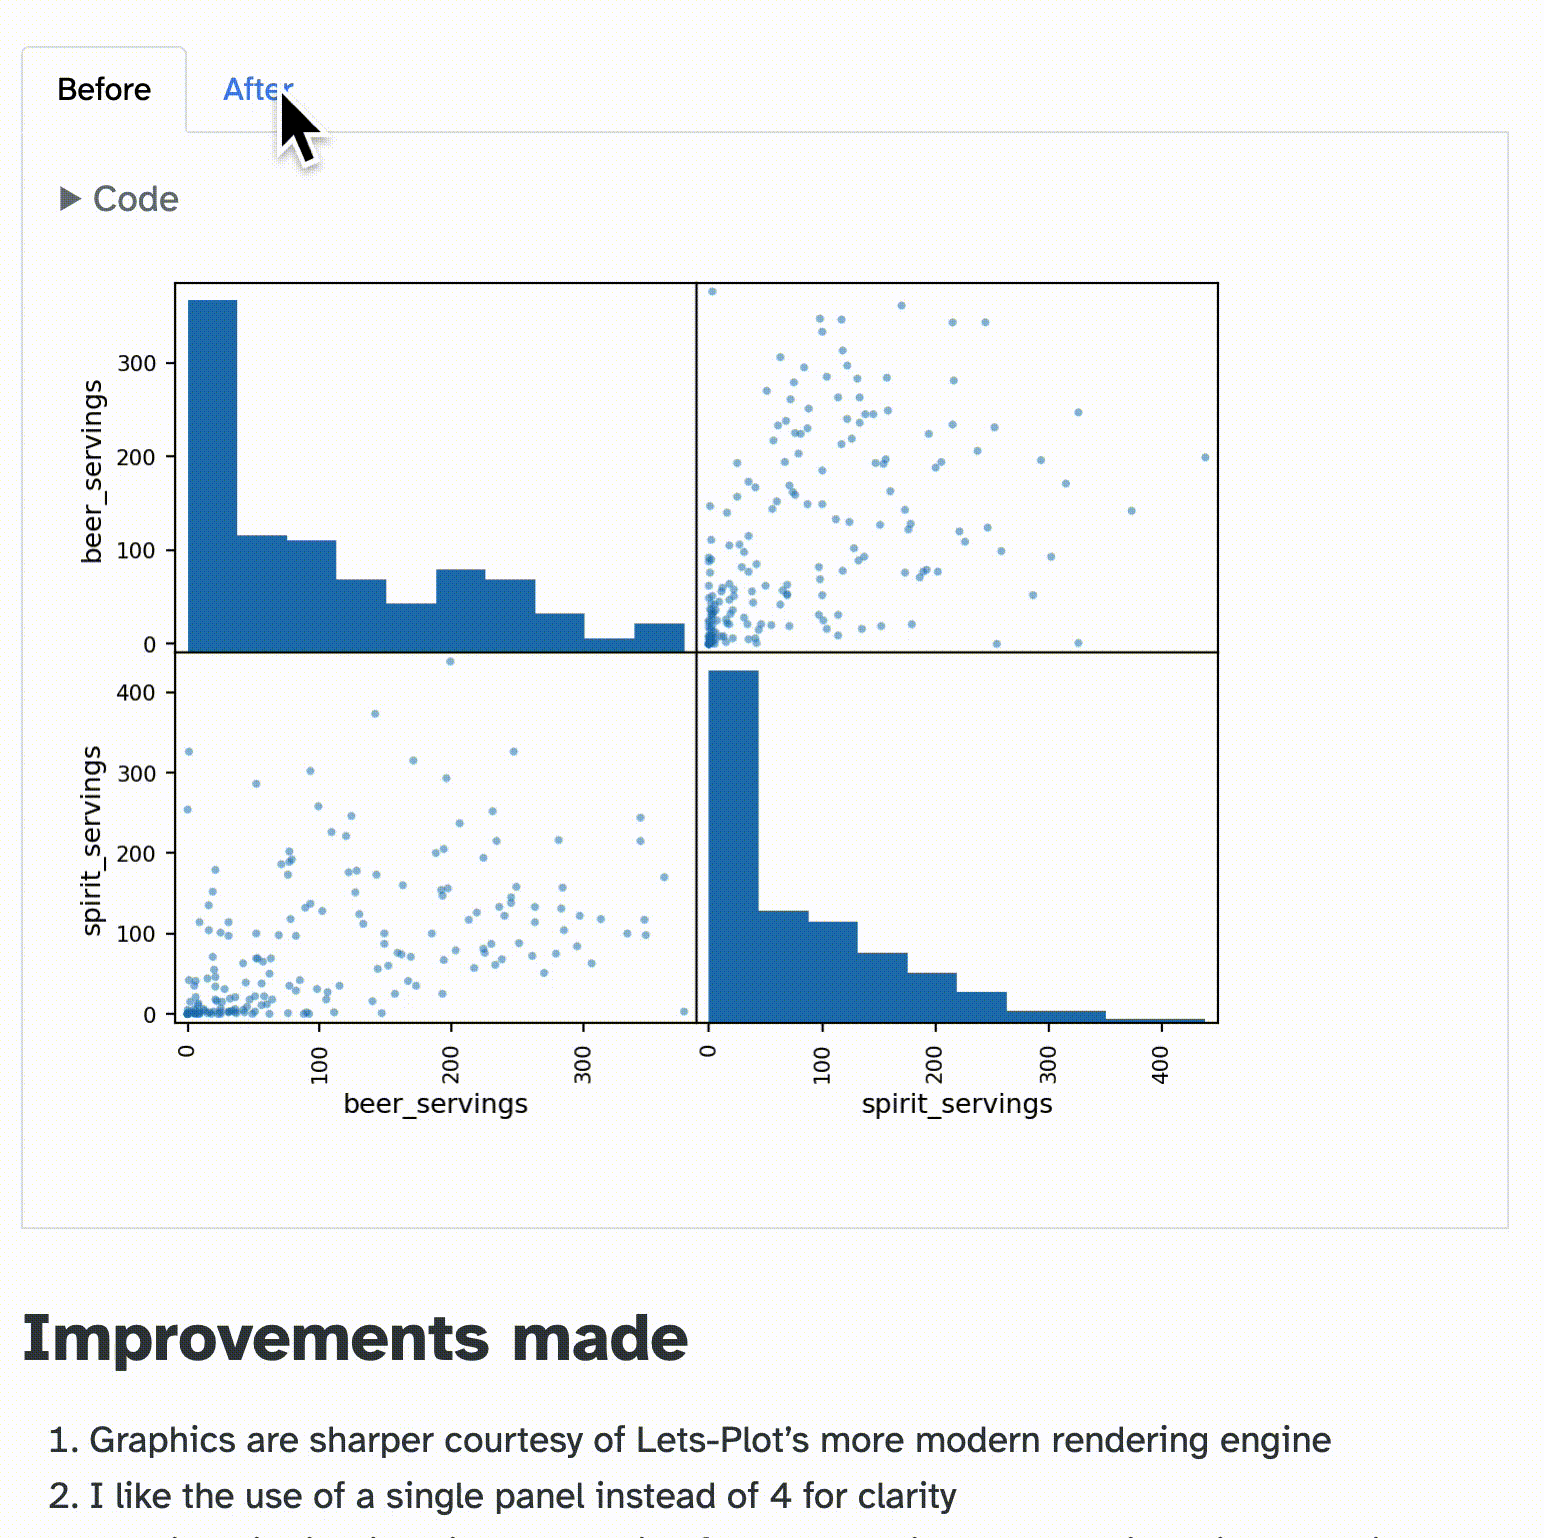 Before After
▶ Code
beer_servings
300
200
100
0
spirit_servings
400
300
200
100
0
0 100 200 300 0 100 200 300 400
beer_servings spirit_servings
Improvements made
1. Graphics are sharper courtesy of Lets-Plot’s more modern rendering engine
2. I like the use of a single panel instead of 4 for clarity